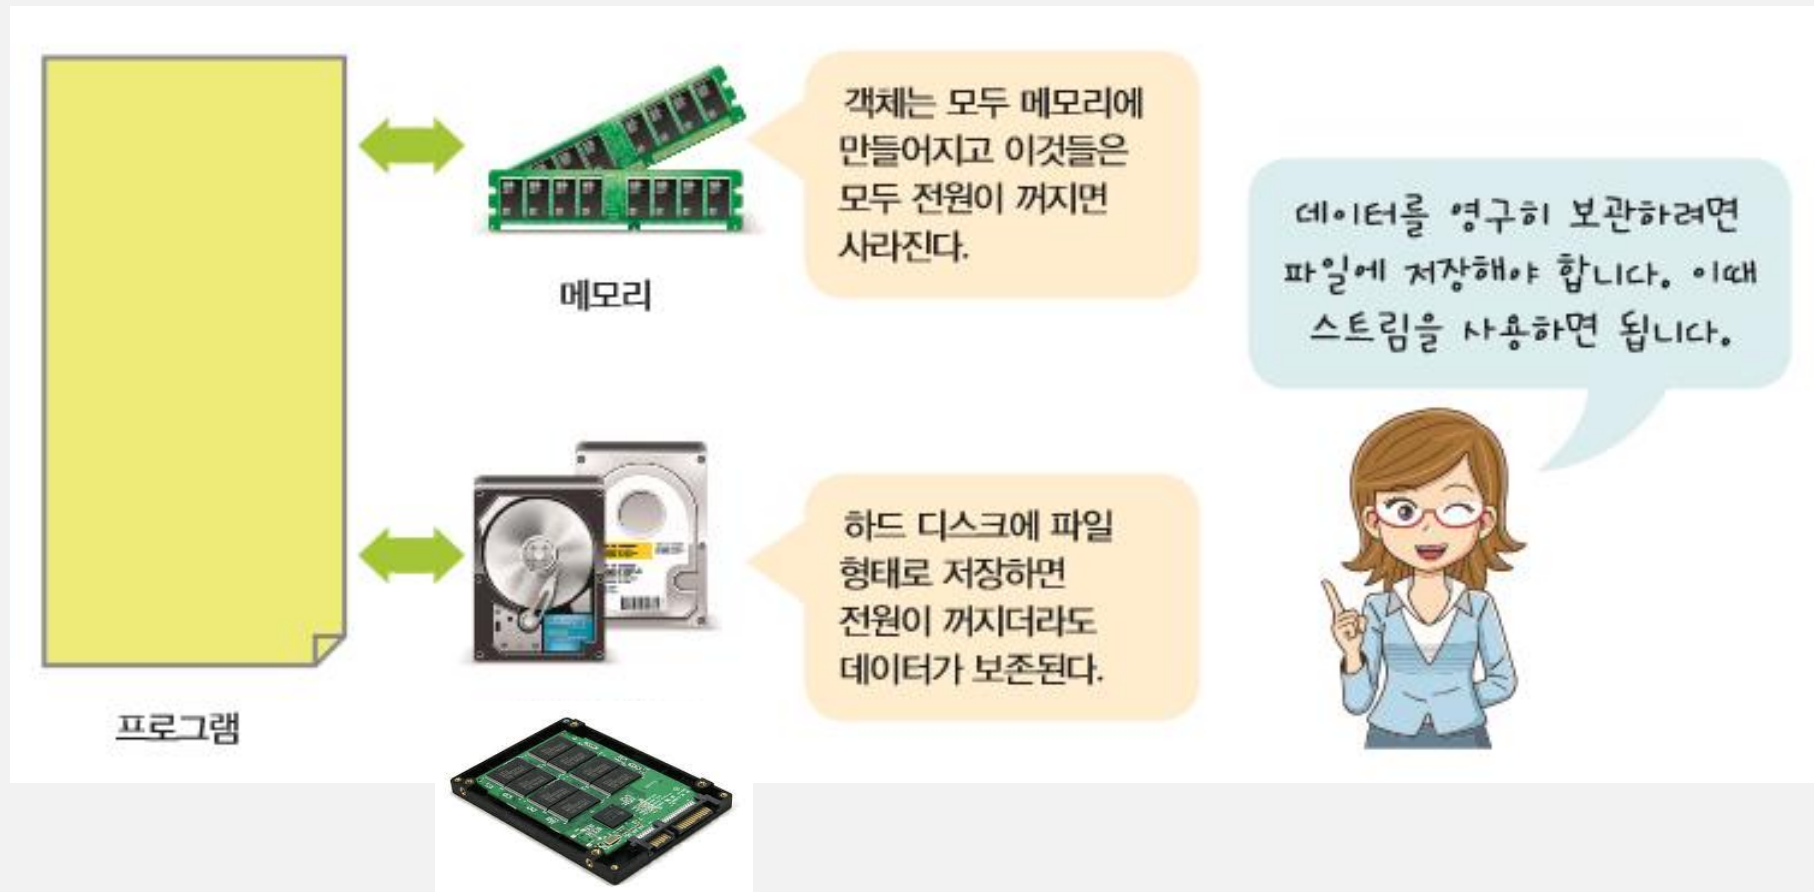 객체는 모두 메모리에
만들어지고 이것들은
모두 전원이 꺼지면
사라진다.
메모리
데이터를 영구히 보관하려면
파일에 저장해야 합니다. 이때
스트림을 사용하면 됩니다.
하드 디스크에 파일
형태로 저장하면
전원이 꺼지더라도
데이터가 보존된다.
프로그램